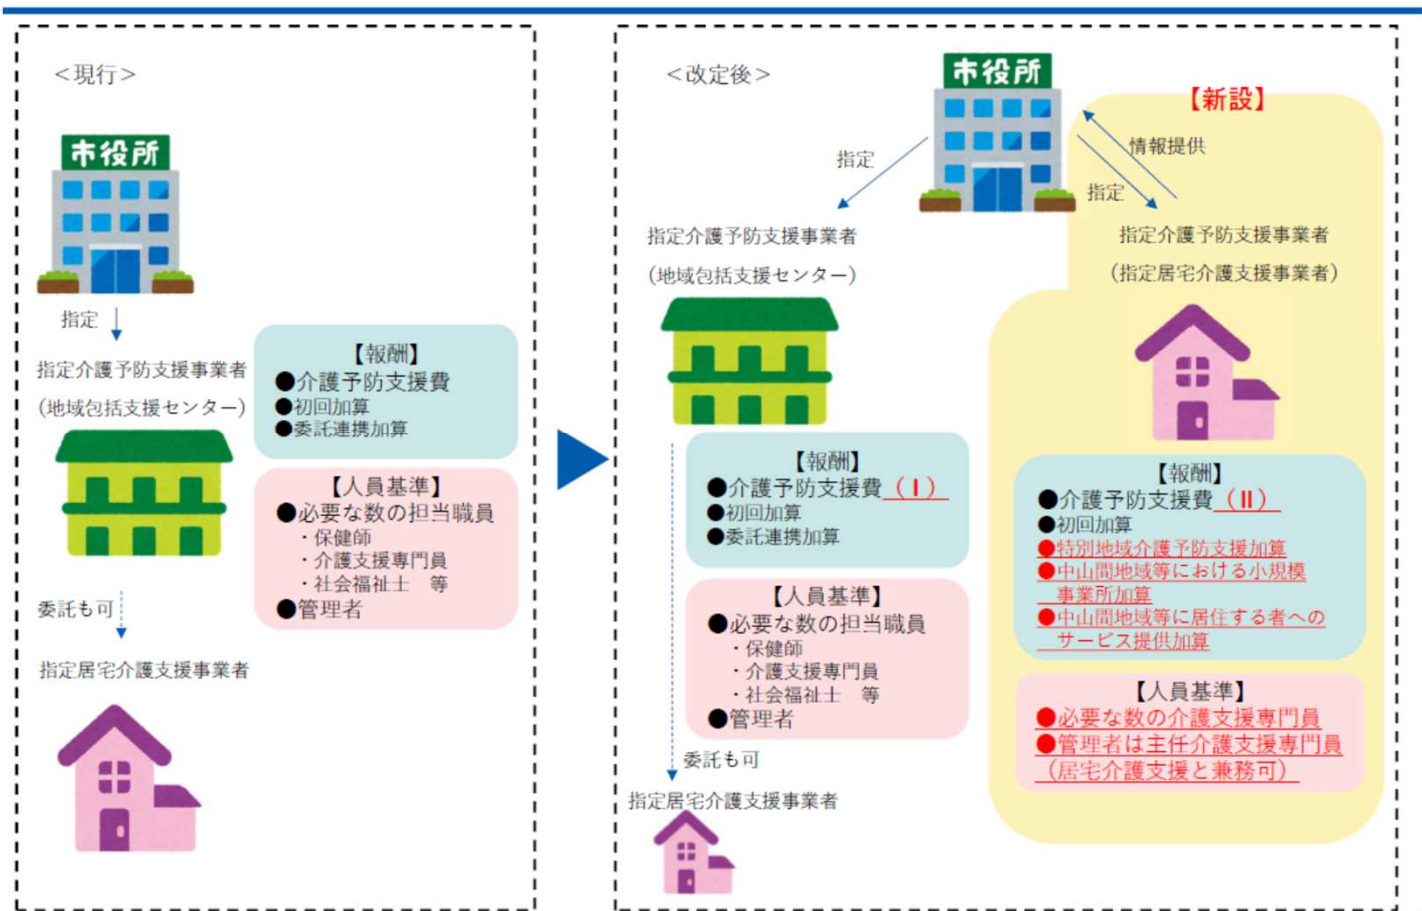 ＜現行＞
市役所
指定
指定介護予防支援事業者
（地域包括支援センター）
【報酬】
●介護予防支援費
●初回加算
●委託連携加算
【人員基準】
●必要な数の担当職員
・保健師
・介護支援専門員
・社会福祉士　等
●管理者
委託も可
指定居宅介護支援事業者
＜改定後＞
市役所
【新設】
指定
情報提供
指定
指定介護予防支援事業者
（地域包括支援センター）
【報酬】
●介護予防支援費（Ⅰ）
●初回加算
●委託連携加算
【人員基準】
●必要な数の担当職員
・保健師
・介護支援専門員
・社会福祉士　等
●管理者
委託も可
指定居宅介護支援事業者
指定介護予防支援事業者
（指定居宅介護支援事業者）
【報酬】
●介護予防支援費（Ⅱ）
●初回加算
●特別地域介護予防支援加算
●中山間地域等における小規模
事業所加算
●中山間地域等に居住する者への
サービス提供加算
【人員基準】
●必要な数の介護支援専門員
●管理者は主任介護支援専門員
（居宅介護支援と兼務可）